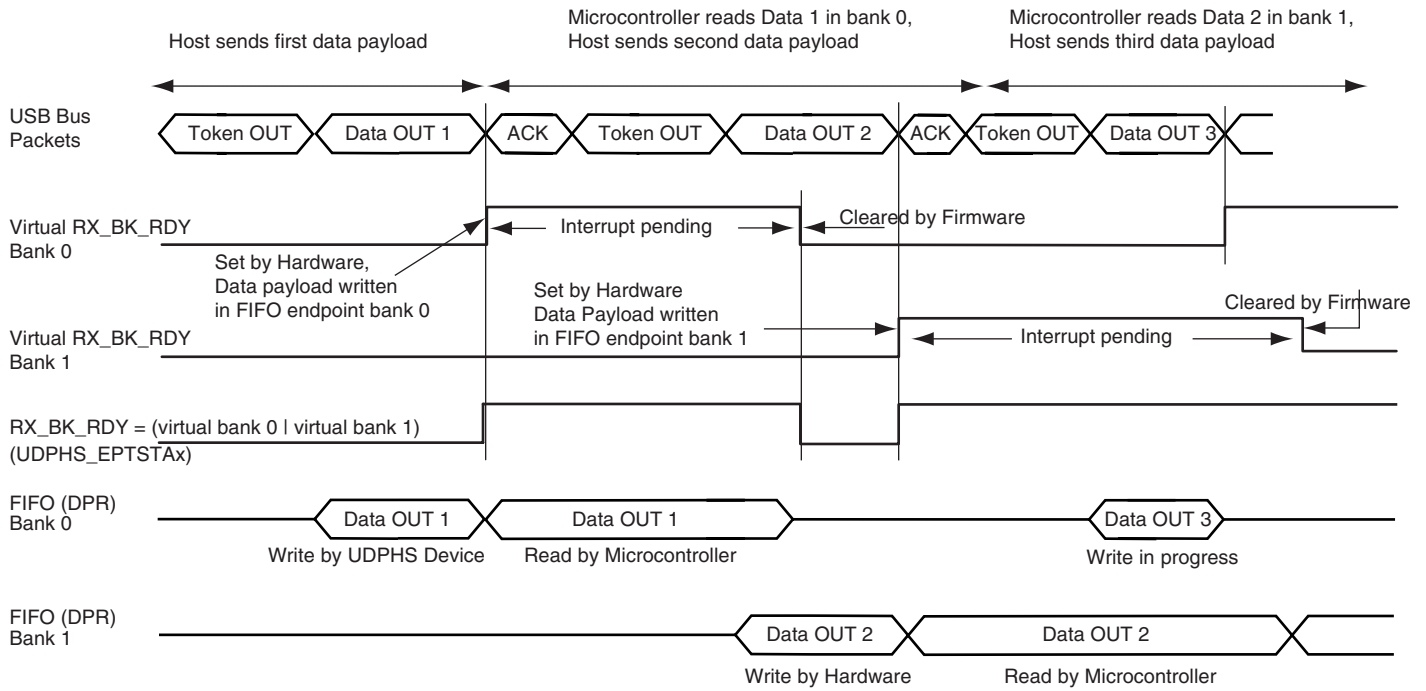 Host sends first data payload
Microcontroller reads Data 1 in bank 0,
Host sends second data payload
Microcontroller reads Data 2 in bank 1,
Host sends third data payload
USB Bus
Packets
Token OUT
Data OUT 1
ACK
Token OUT
Data OUT 2
ACK
Token OUT
Data OUT 3
Virtual RX_BK_RDY
Bank 0
Interrupt pending
Cleared by Firmware
Set by Hardware,
Data payload written
in FIFO endpoint bank 0
Set by Hardware
Data Payload written
in FIFO endpoint bank 1
Cleared by Firmware
Virtual RX_BK_RDY
Bank 1
Interrupt pending
RX_BK_RDY = (virtual bank 0 | virtual bank 1)
(UDPHS_EPTSTAx)
FIFO (DPR)
Bank 0
Data OUT 1
Data OUT 1
Data OUT 3
Write by UDPHS Device
Read by Microcontroller
Write in progress
FIFO (DPR)
Bank 1
Data OUT 2
Data OUT 2
Write by Hardware
Read by Microcontroller